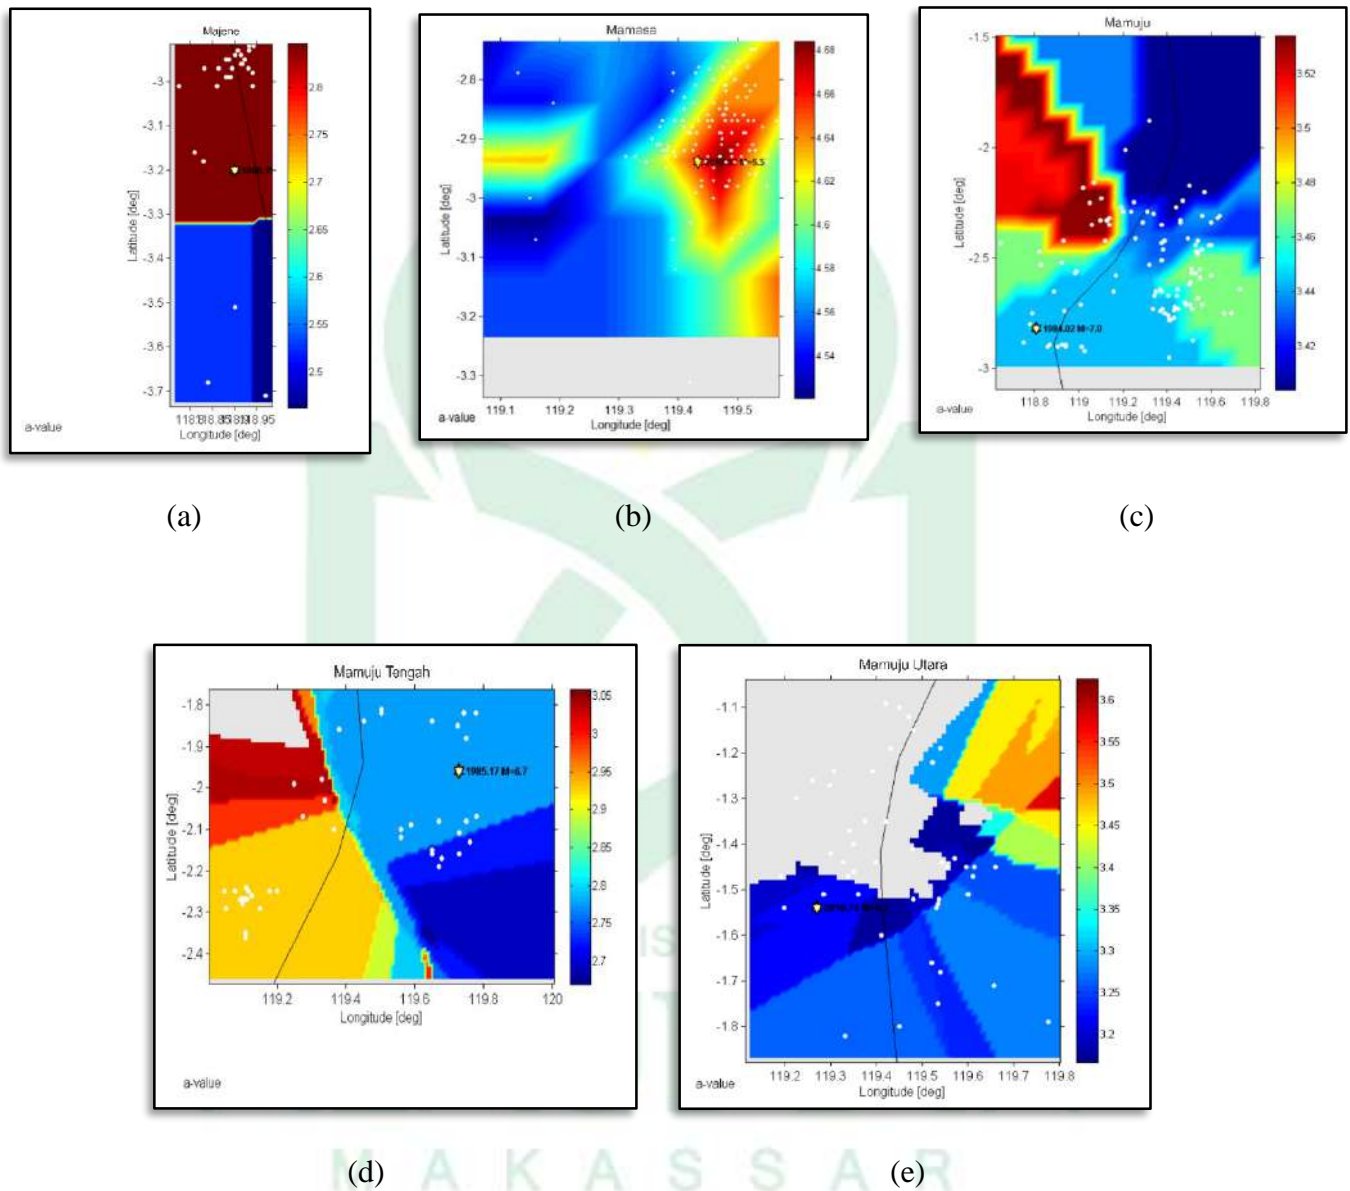 Majene
-3
-3.1
-3.2
-3.3
-3.4
-3.5
-3.6
-3.7
Latitude [deg]
Longitude [deg]
2.8
2.75
2.7
2.65
2.6
2.55
2.5
a-value
Mamasa
-2.8
-2.9
-3
-3.1
-3.2
-3.3
Latitude [deg]
119.1 119.2 119.3 119.4 119.5
Longitude [deg]
4.68
4.66
4.64
4.62
4.6
4.58
4.56
4.54
a-value
Mamuju
-1.5
-2
-2.5
-3
Latitude [deg]
1984.02 M=7.0
118.8 119 119.2 119.4 119.6 119.8
Longitude [deg]
3.52
3.5
3.48
3.46
3.44
3.42
a-value
(a) (b) (c)
Mamuju Tengah
-1.8
-1.9
-2
-2.1
-2.2
-2.3
-2.4
Latitude [deg]
1985.17 M=6.7
119.2 119.4 119.6 119.8 120
Longitude [deg]
3.05
3
2.95
2.9
2.85
2.8
2.75
2.7
a-value
Mamuju Utara
-1.1
-1.2
-1.3
-1.4
-1.5
-1.6
-1.7
-1.8
Latitude [deg]
119.2 119.3 119.4 119.5 119.6 119.7 119.8
Longitude [deg]
3.6
3.55
3.5
3.45
3.4
3.35
3.3
3.25
3.2
a-value
(d) (e)
MAKASSAR